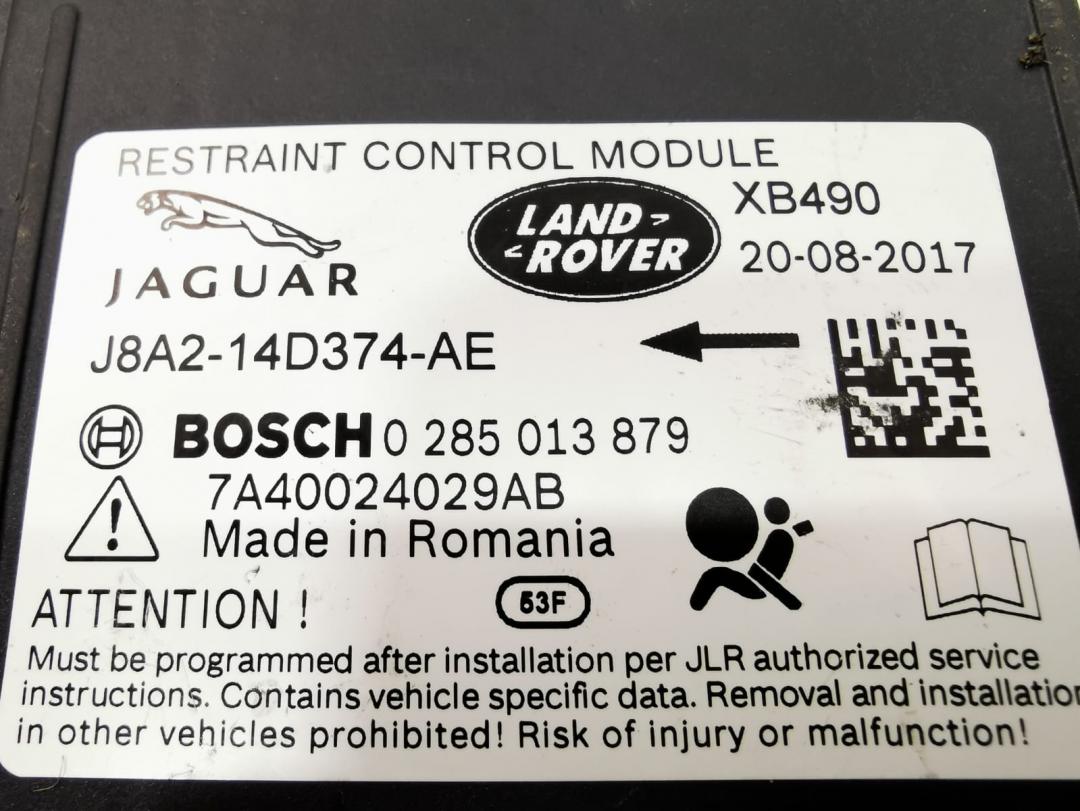 RESTRAINT CONTROL MODULE
JAGUAR
LAND
ROVER
XB490
20-08-2017
J8A2-14D374-AE
BOSCH 0 285 013 879
7A40024029AB
Made in Romania
ATTENTION !
53F
Must be programmed after installation per JLR authorized service
instructions. Contains vehicle specific data. Removal and installation
in other vehicles prohibited! Risk of injury or malfunction!